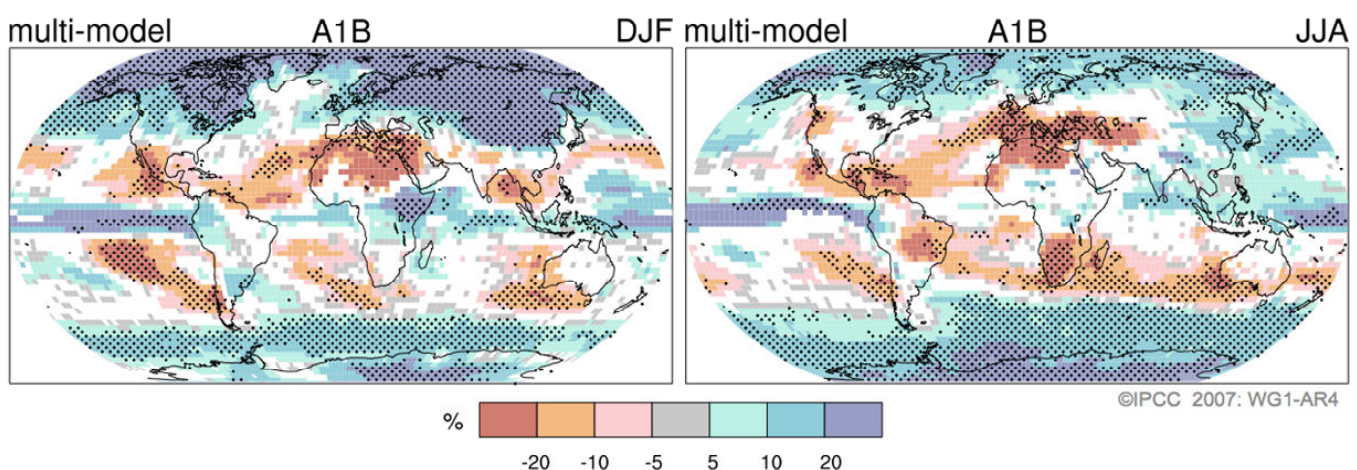 multi-model A1B DJF
multi-model A1B JJA
©IPCC 2007: WG1-AR4
%
-20 -10 -5 5 10 20